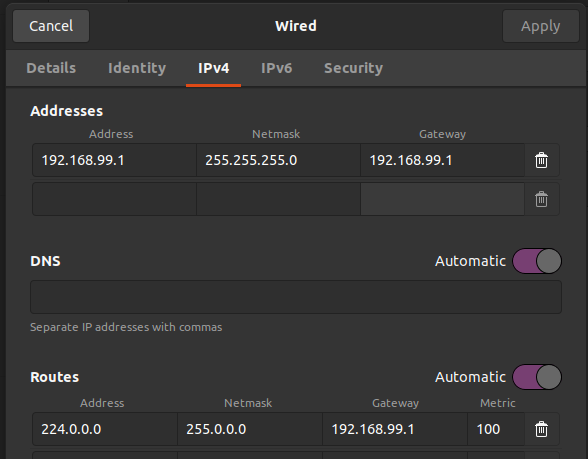 Cancel Wired Apply
Details Identity IPv4 IPv6 Security
Addresses
Address Netmask Gateway
192.168.99.1 255.255.255.0 192.168.99.1
DNS Automatic
Separate IP addresses with commas
Routes Automatic
Address Netmask Gateway Metric
224.0.0.0 255.0.0.0 192.168.99.1 100